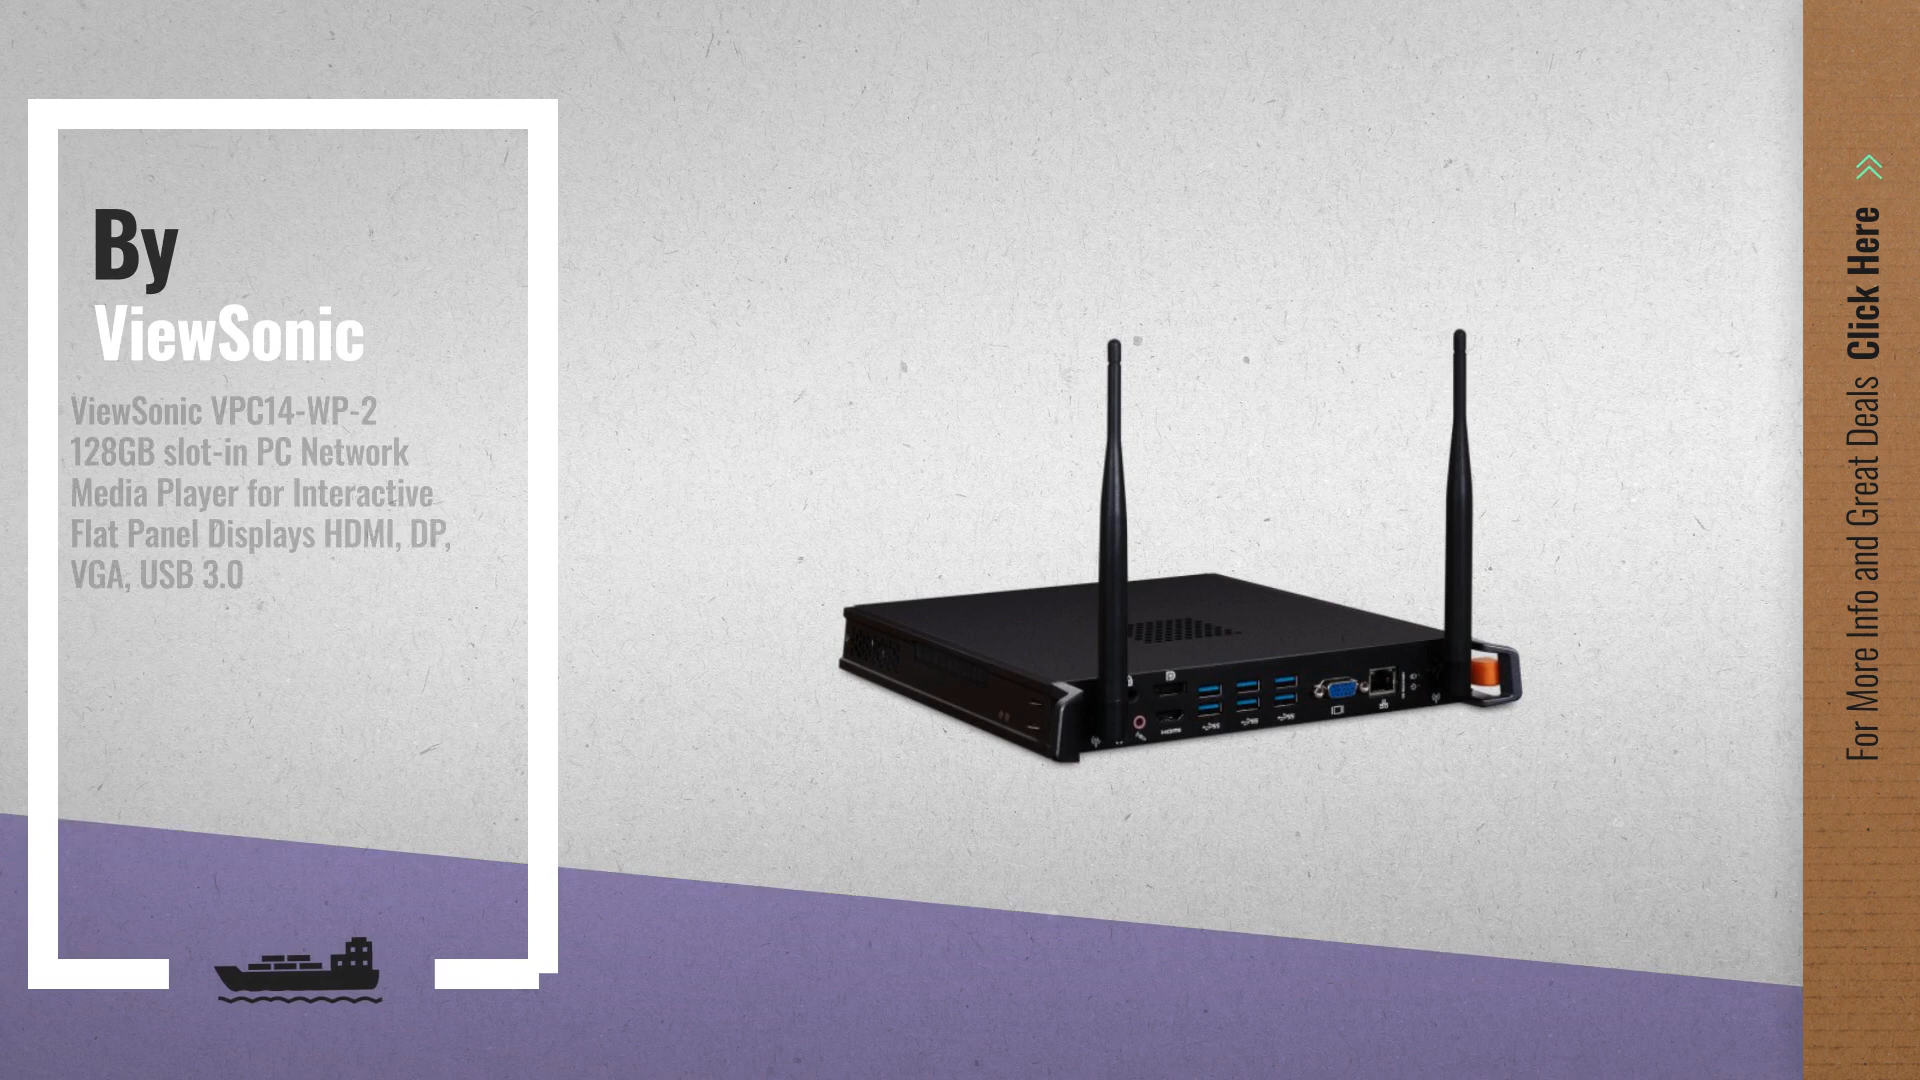 By
ViewSonic
ViewSonic VPC14-WP-2
128GB slot-in PC Network
Media Player for Interactive
Flat Panel Displays HDMI, DP,
VGA, USB 3.0
HDMI
For More Info and Great Deals Click Here